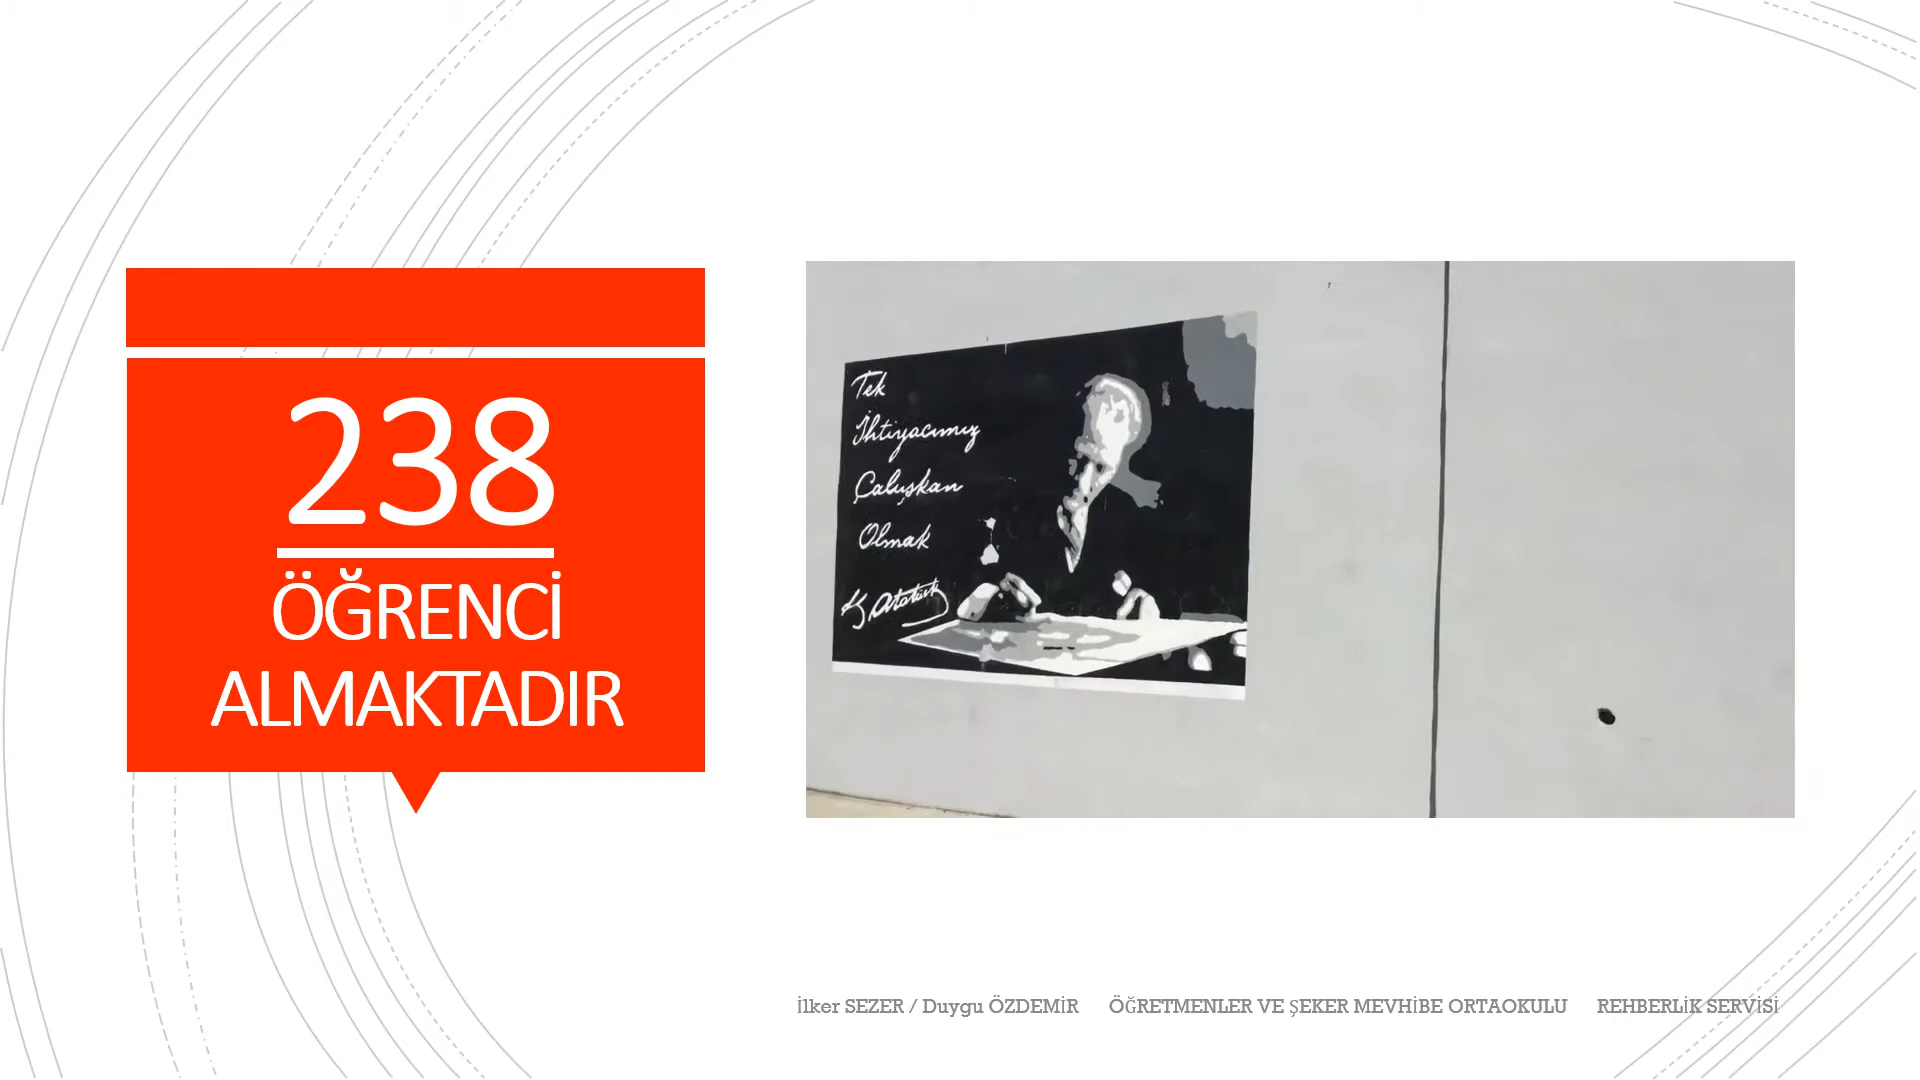 238
ÖĞRENCİ
ALMAKTADIR
Tek
İhtiyacımız
Çalışkan
Olmak
K. Atatürk
İlker SEZER / Duygu ÖZDEMİR ÖĞRETMENLER VE ŞEKER MEVHİBE ORTAOKULU REHBERLİK SERVİSİ